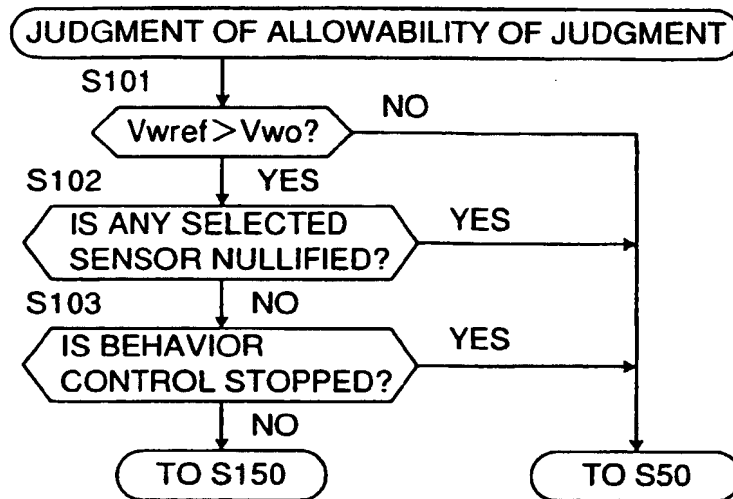 JUDGMENT OF ALLOWABILITY OF JUDGMENT
S101
Vwref>Vwo?
NO
S102
YES
IS ANY SELECTED
SENSOR NULLIFIED?
YES
S103
NO
IS BEHAVIOR
CONTROL STOPPED?
YES
NO
TO S150
TO S50